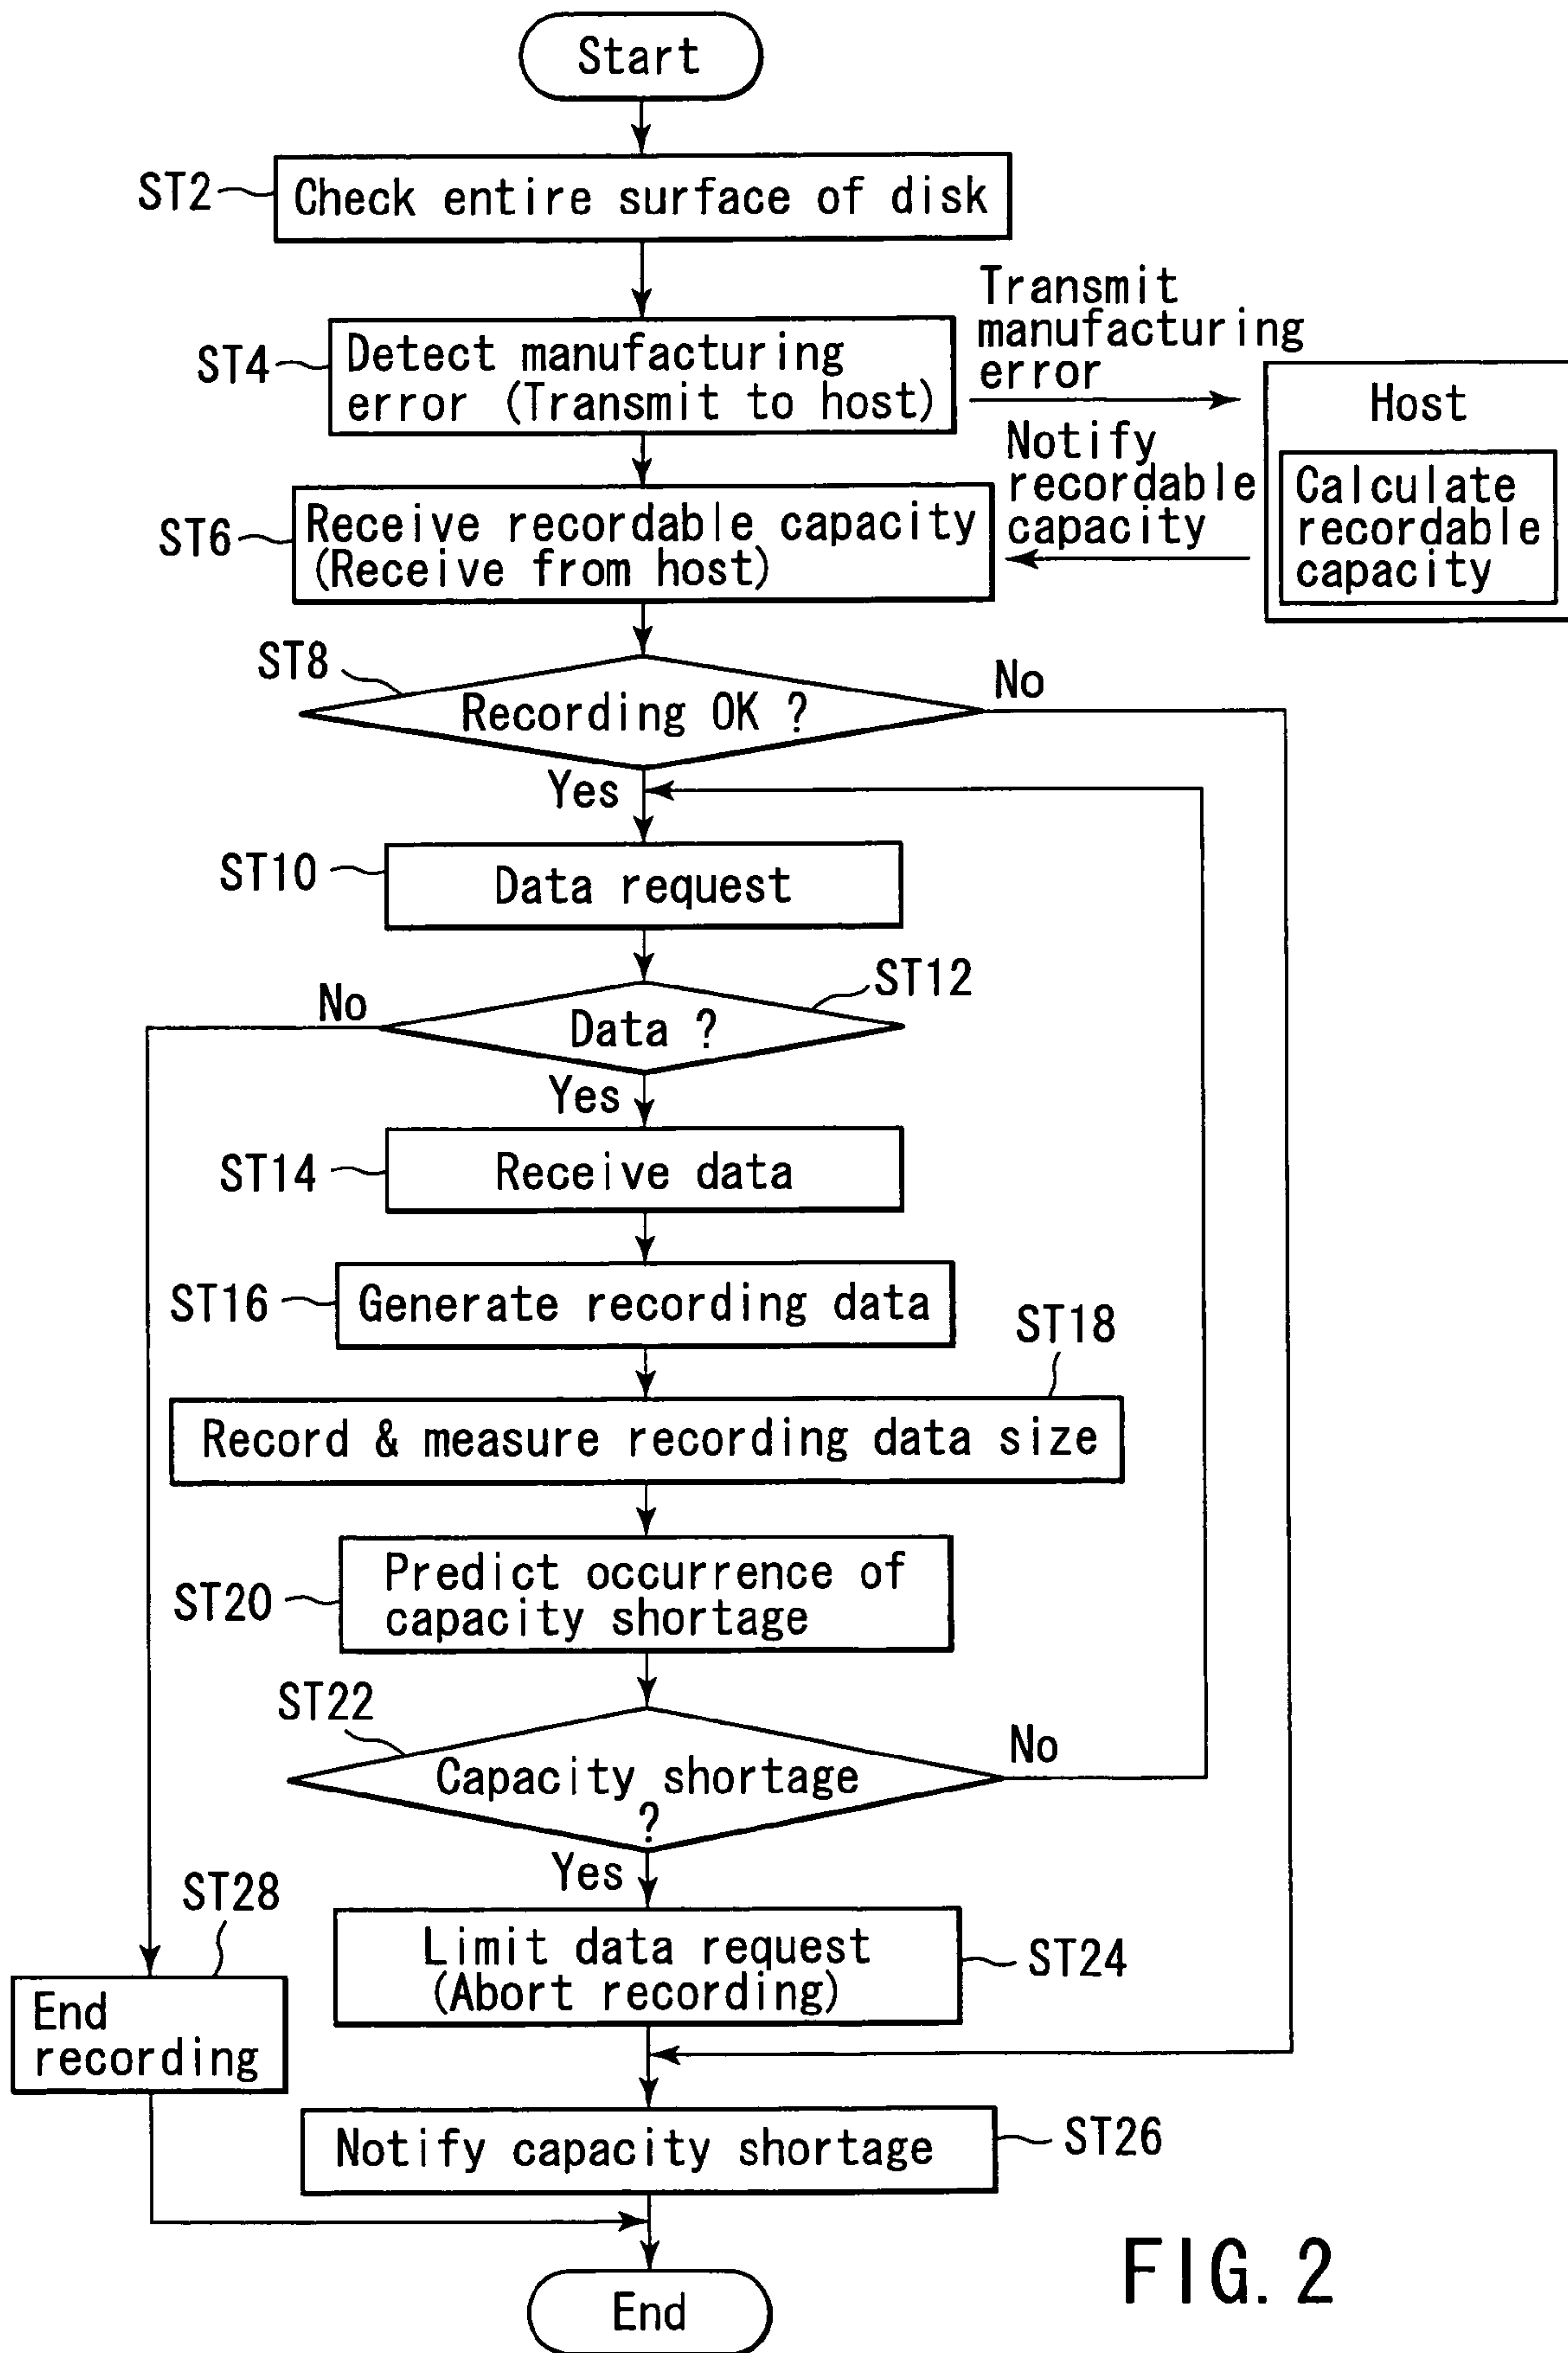 Start
ST2
Check entire surface of disk
ST4
Detect manufacturing
error (Transmit to host)
Transmit
manufacturing
error
Host
Calculate
recordable
capacity
Notify
recordable
capacity
ST6
Receive recordable capacity
(Receive from host)
ST8
Recording OK ?
No
Yes
ST10
Data request
ST12
Data ?
No
Yes
ST14
Receive data
ST16
Generate recording data
ST18
Record & measure recording data size
ST20
Predict occurrence of
capacity shortage
ST22
Capacity shortage
?
No
Yes
ST28
End
recording
Limit data request
(Abort recording)
ST24
Notify capacity shortage
ST26
End
FIG. 2